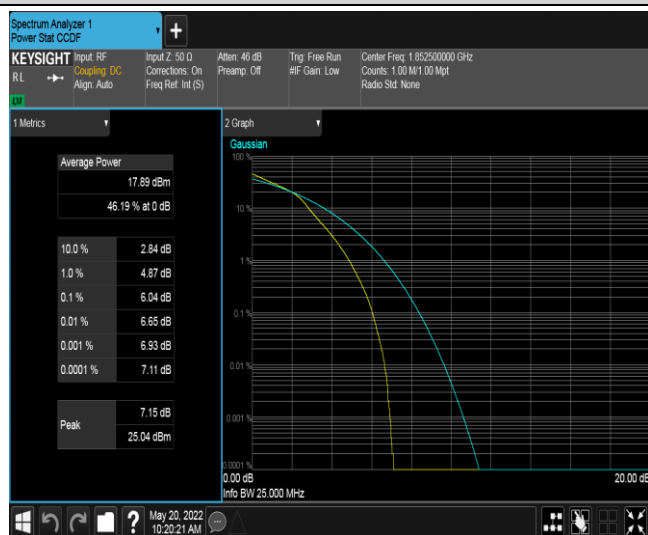 Spectrum Analyzer 1
Power Stat CCDF
+
KEYSIGHT
RL
Input: RF
Coupling: DC
Align: Auto
Input Z: 50 Ω
Corrections: On
Freq Ref: Int (S)
Atten: 46 dB
Preamp: Off
Trig: Free Run
#IF Gain: Low
Center Freq: 1.852500000 GHz
Counts: 1.00 M/1.00 Mpt
Radio Std: None
1 Metrics
Average Power
17.89 dBm
46.19 % at 0 dB
10.0 % 2.84 dB
1.0 % 4.87 dB
0.1 % 6.04 dB
0.01 % 6.65 dB
0.001 % 6.93 dB
0.0001 % 7.11 dB
Peak
7.15 dB
25.04 dBm
2 Graph
Gaussian
100 %
10 %
1 %
0.1 %
0.01 %
0.001 %
0.0001 %
0.00 dB
20.00 dB
Info BW 25.000 MHz
?
May 20, 2022
10:20:21 AM